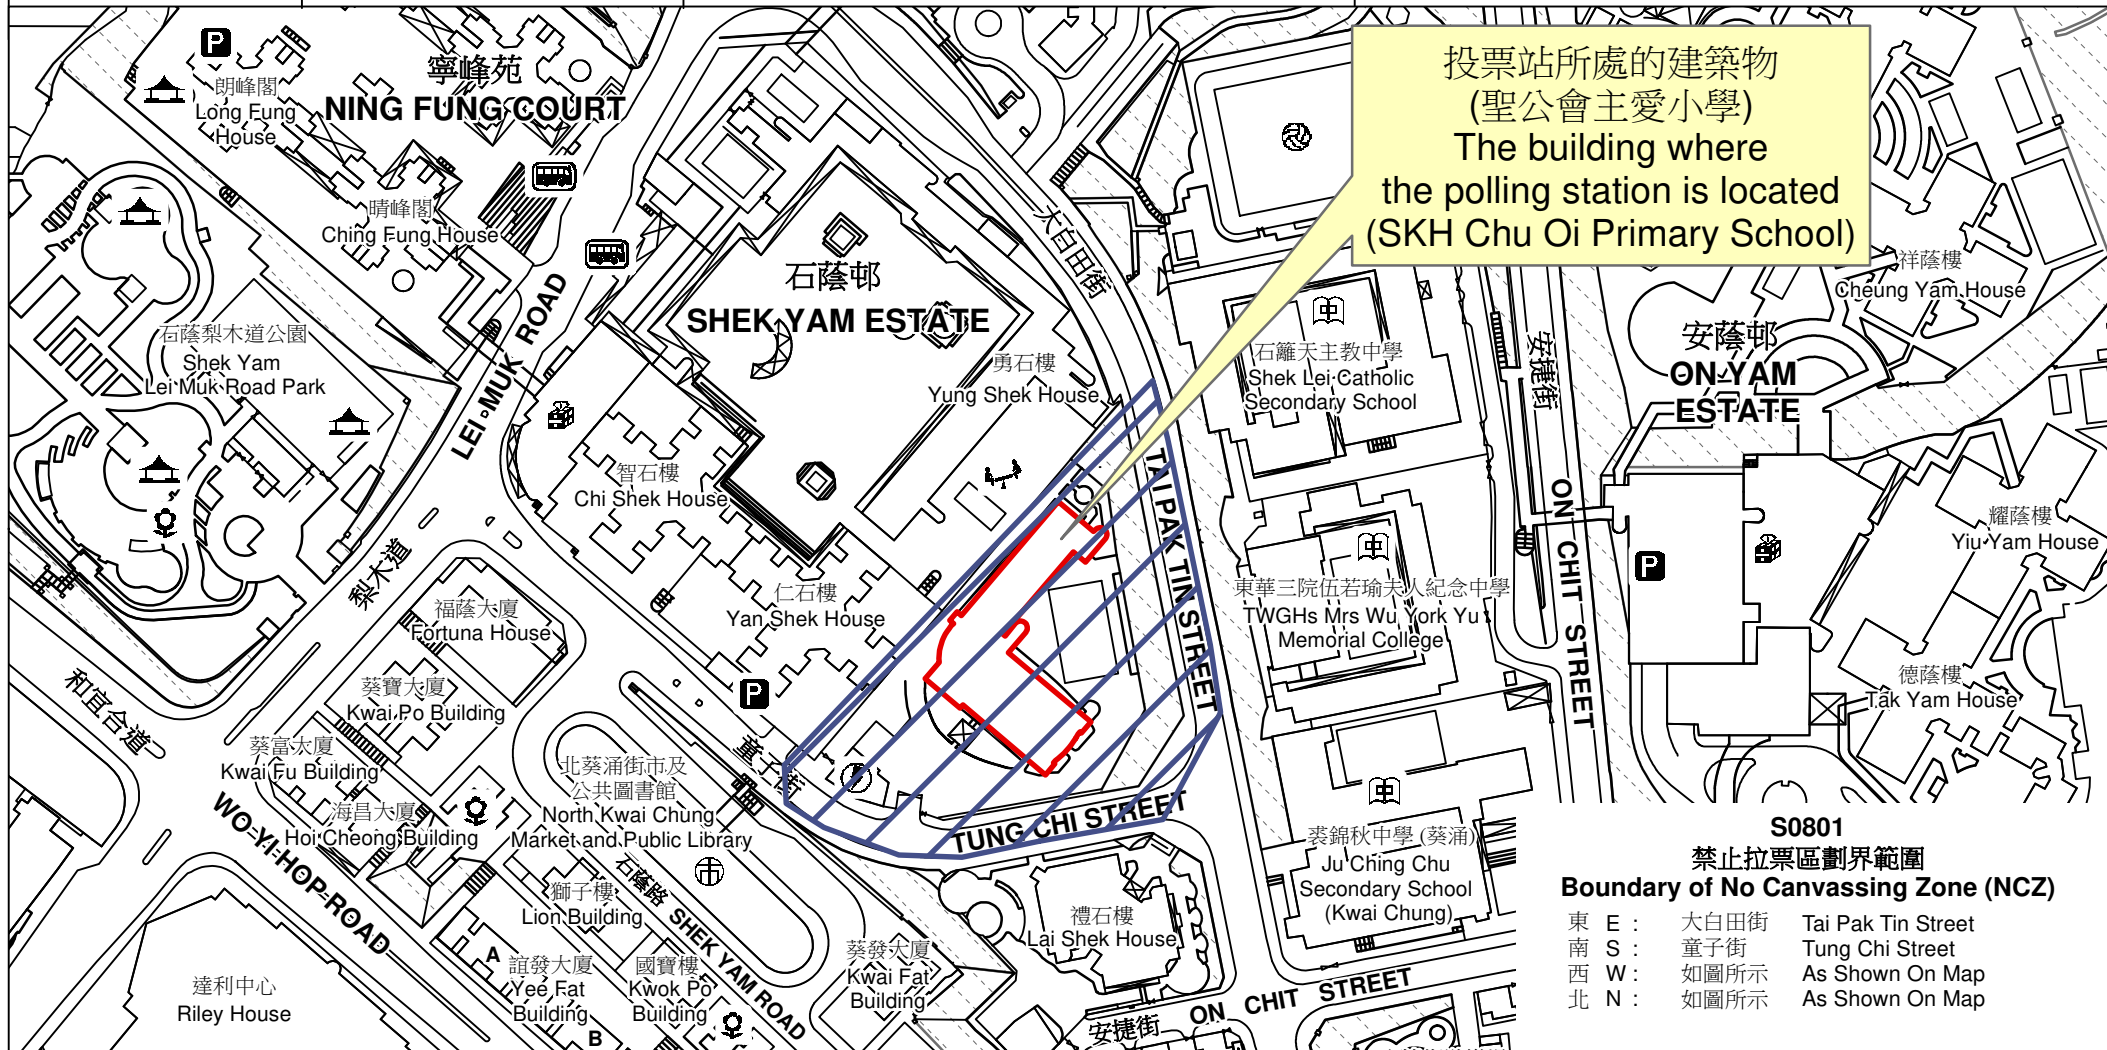 投票站所處的建築物
(聖公會主愛小學)
The building where
the polling station is located
(SKH Chu Oi Primary School)
P
朗峰閣
Long Fung
House
寧峰苑
NING FUNG COURT
晴峰閣
Ching Fung House
石蔭梨木道公園
Shek Yam
Lei Muk Road Park
LEI MUK ROAD
梨木道
石蔭邨
SHEK YAM ESTATE
勇石樓
Yung Shek House
智石樓
Chi Shek House
仁石樓
Yan Shek House
P
大白田街
TAI PAK TIN STREET
石籬天主教中學
Shek Lei Catholic
Secondary School
安捷街
ON CHIT STREET
祥蔭樓
Cheung Yam House
安蔭邨
ON YAM
ESTATE
P
耀蔭樓
Yiu Yam House
德蔭樓
Tak Yam House
東華三院伍若瑜夫人紀念中學
TWGHs Mrs Wu York Yu
Memorial College
裘錦秋中學 (葵涌)
Ju Ching Chu
Secondary School
(Kwai Chung)
福蔭大廈
Fortuna House
葵寶大廈
Kwai Po Building
葵富大廈
Kwai Fu Building
海昌大廈
Hoi Cheong Building
和宜合道
WO YI HOP ROAD
達利中心
Riley House
北葵涌街市及
公共圖書館
North Kwai Chung
Market and Public Library
市
童子街
TUNG CHI STREET
石蔭路 SHEK YAM ROAD
獅子樓
Lion Building
A
誼發大廈
Yee Fat
Building
B
國寶樓
Kwok Po
Building
葵發大廈
Kwai Fat
Building
禮石樓
Lai Shek House
安捷街 ON CHIT STREET
S0801
禁止拉票區劃界範圍
Boundary of No Canvassing Zone (NCZ)
東 E : 大白田街 Tai Pak Tin Street
南 S : 童子街 Tung Chi Street
西 W : 如圖所示 As Shown On Map
北 N : 如圖所示 As Shown On Map